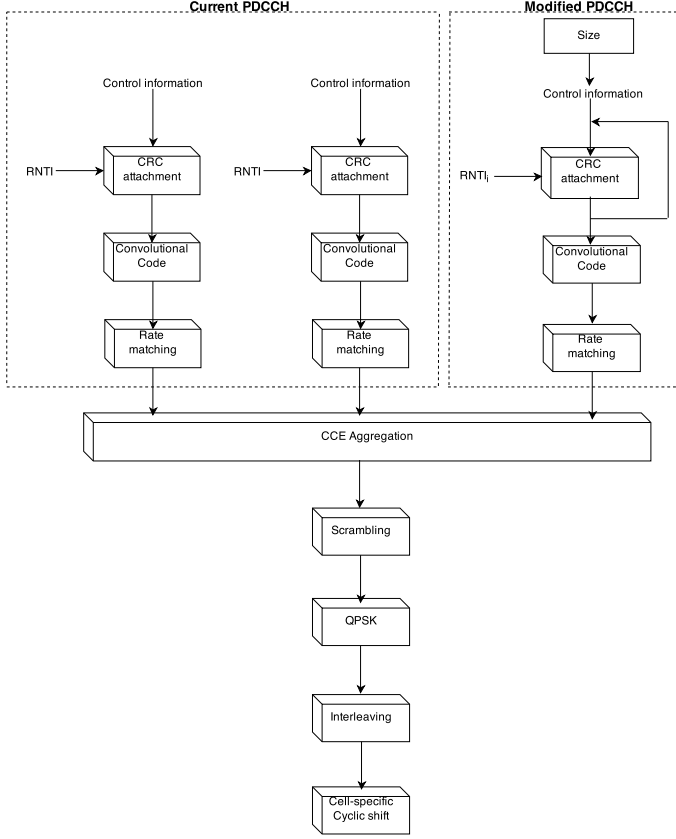 Current PDCCH
Modified PDCCH
Size
Control information
Control information
Control information
RNTI
CRC
attachment
RNTI
CRC
attachment
RNTIi
CRC
attachment
Convolutional
Code
Convolutional
Code
Convolutional
Code
Rate
matching
Rate
matching
Rate
matching
CCE Aggregation
Scrambling
QPSK
Interleaving
Cell-specific
Cyclic shift